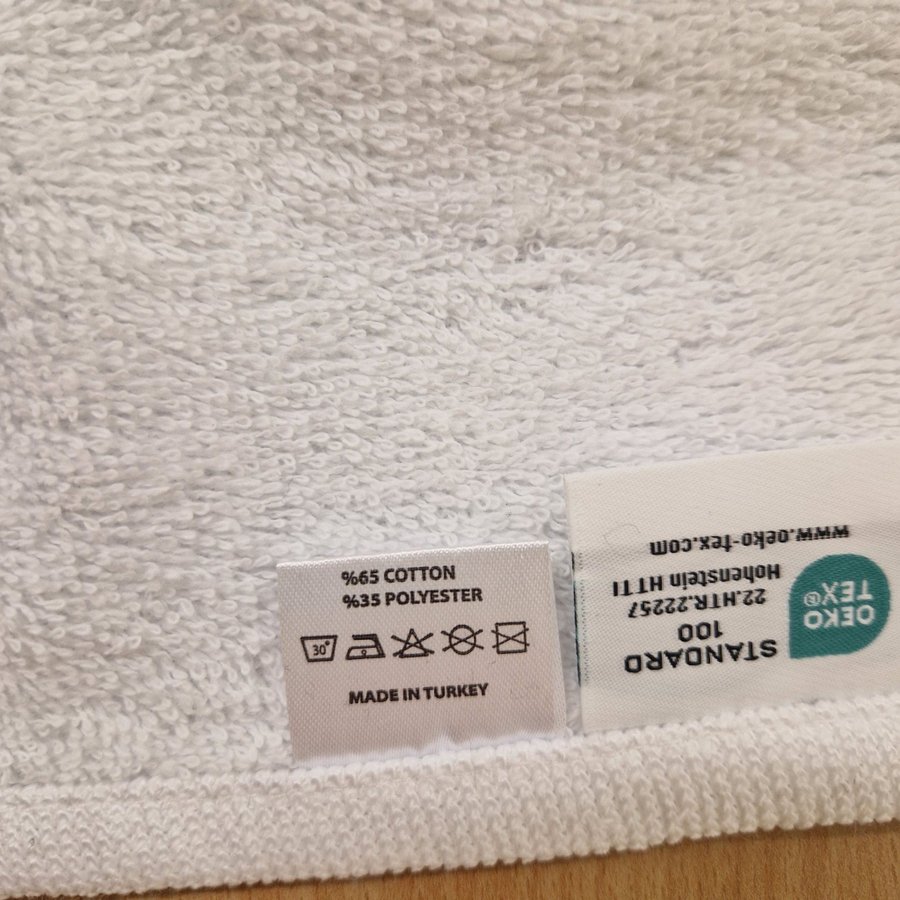 %65 COTTON
%35 POLYESTER
30°
MADE IN TURKEY
OEKO
TEX®
STANDARD
100
22.HTR.22257
Hohenstein HTTI
www.oeko-tex.com